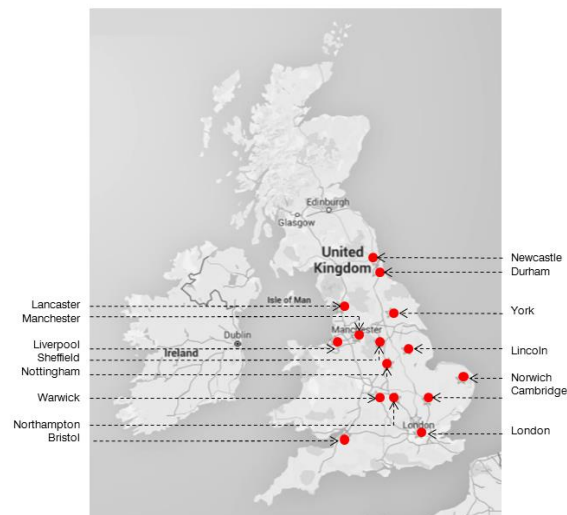 Edinburgh
Glasgow
Newcastle
United
Kingdom
Durham
Isle of Man
Lancaster
Manchester
York
Manchester
Dublin
Liverpool
Ireland
Lincoln
Sheffield
Nottingham
Norwich
Warwick
Cambridge
Northampton
London
London
Bristol